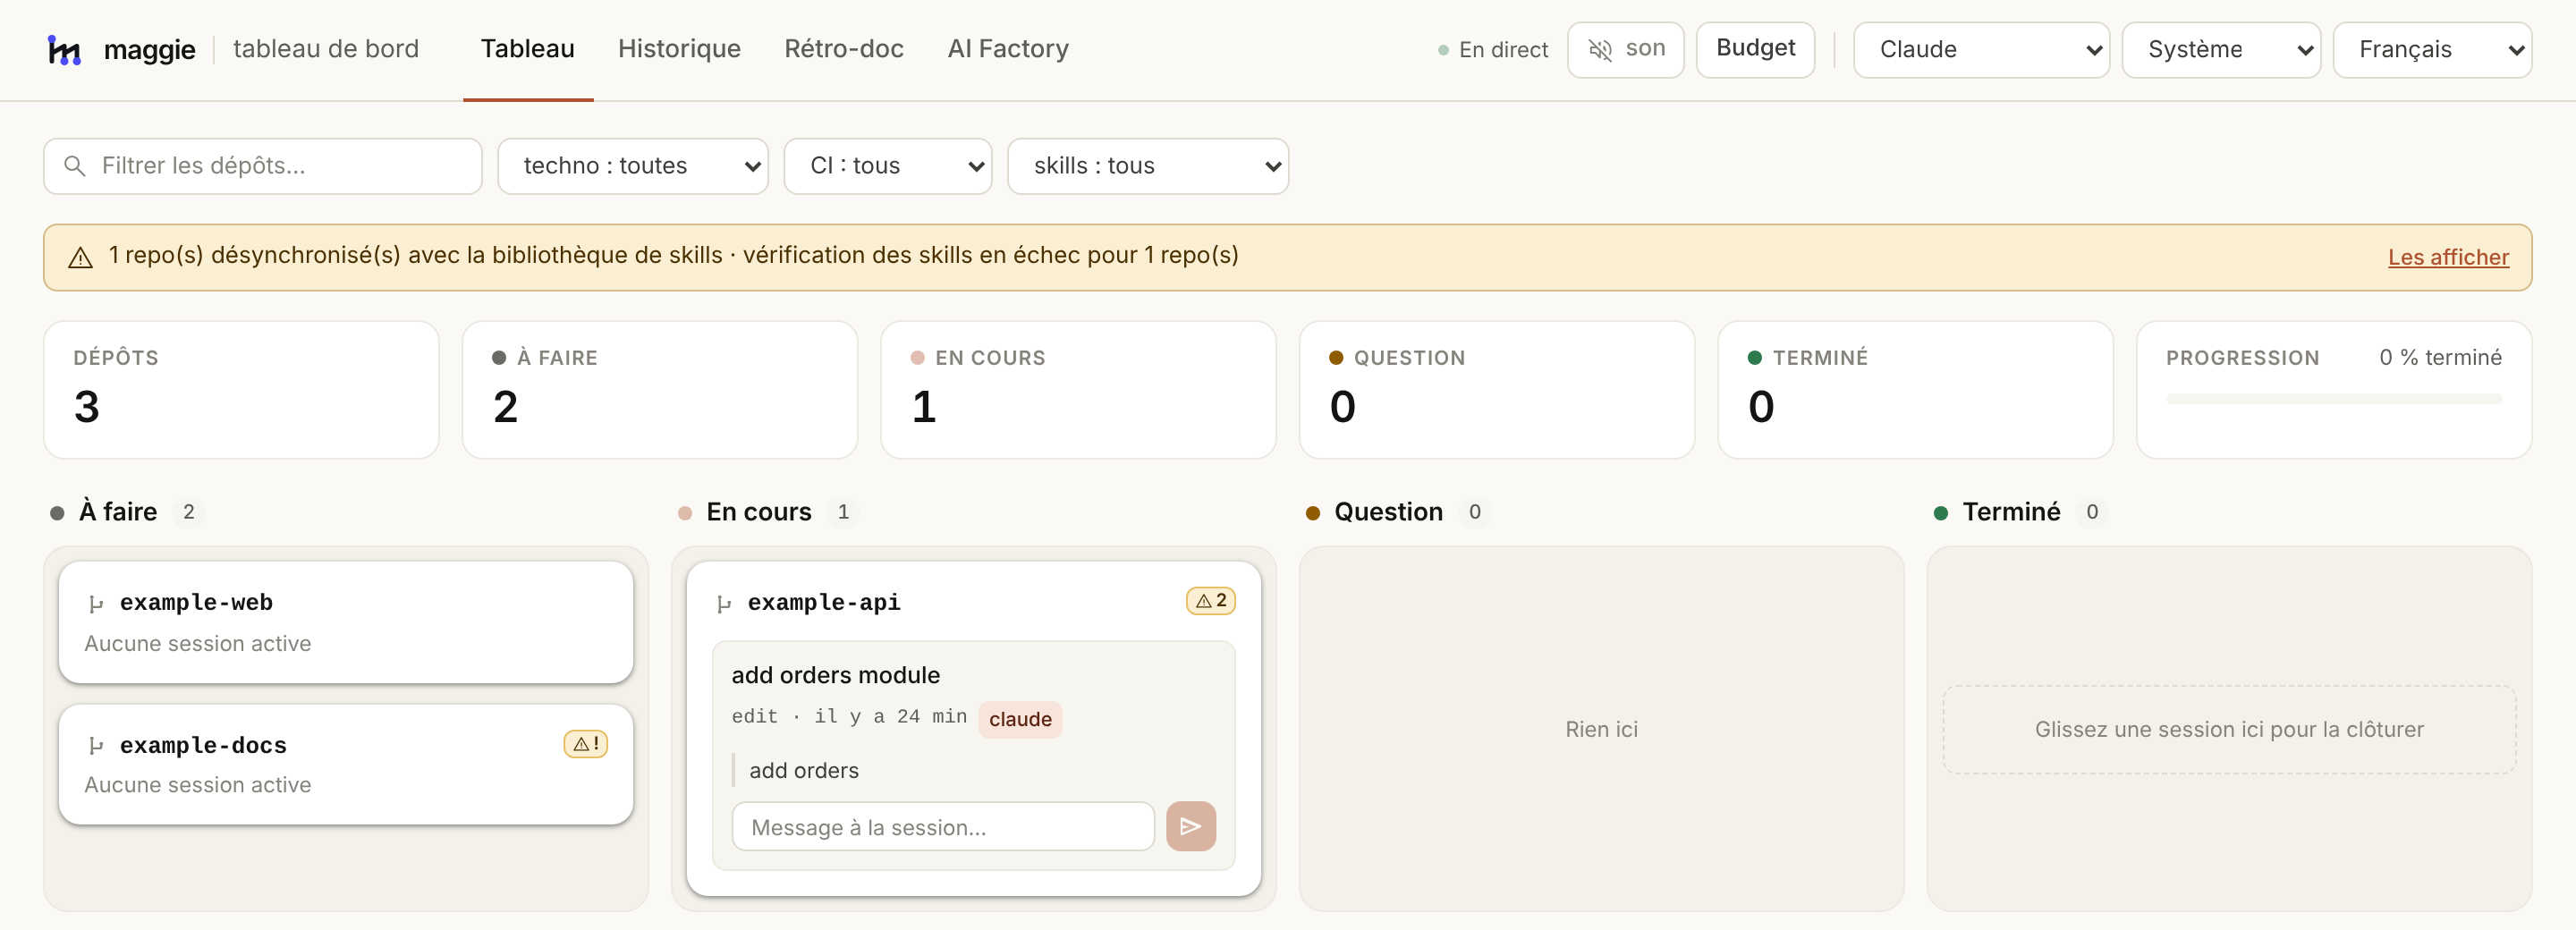 maggie
tableau de bord
Tableau
Historique
Rétro-doc
AI Factory
En direct
son
Budget
Claude
Système
Français
Filtrer les dépôts…
techno : toutes
CI : tous
skills : tous
1 repo(s) désynchronisé(s) avec la bibliothèque de skills · vérification des skills en échec pour 1 repo(s)
Les afficher
DÉPÔTS
3
À FAIRE
2
EN COURS
1
QUESTION
0
TERMINÉ
0
PROGRESSION
0 % terminé
À faire 2
example-web
Aucune session active
example-docs
!
Aucune session active
En cours 1
example-api
2
add orders module
edit · il y a 24 min
claude
add orders
Message à la session…
Question 0
Rien ici
Terminé 0
Glissez une session ici pour la clôturer